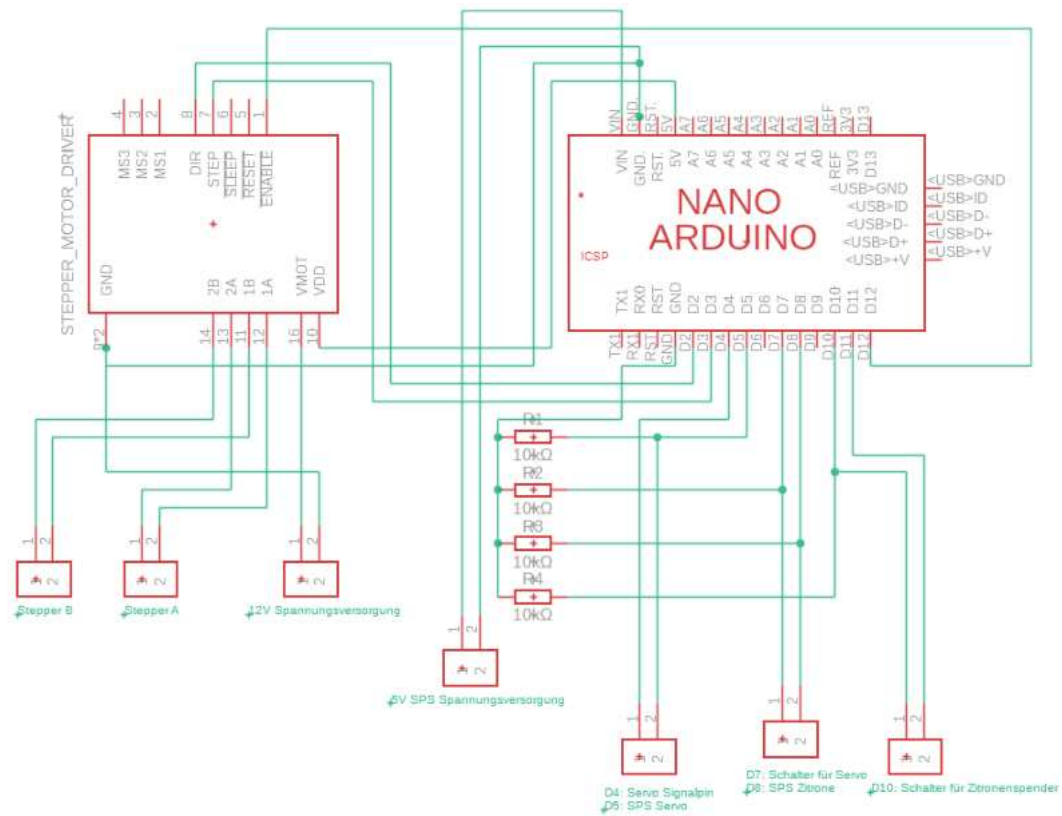 STEPPER_MOTOR_DRIVER
4
3
2
8
7
6
5
1
MS3
MS2
MS1
DIR
STEP
SLEEP
RESET
ENABLE
GND
2B
2A
1B
1A
VMOT
VDD
14
13
11
12
16
10
VIN
GND.
RST.
5V
A7
A6
A5
A4
A3
A2
A1
A0
REF
3V3
D13
VIN
GND.
RST.
5V
A7
A6
A5
A4
A3
A2
A1
A0
REF
3V3
D13
NANO
ARDUINO
ICSP
<USB>GND
<USB>ID
<USB>D-
<USB>D+
<USB>+V
<USB>GND
<USB>ID
<USB>D-
<USB>D+
<USB>+V
TX1
RX0
RST
GND
D2
D3
D4
D5
D6
D7
D8
D9
D10
D11
D12
TX1
RX1
RST
GND
D2
D3
D4
D5
D6
D7
D8
D9
D10
D11
D12
R1
10kΩ
R2
10kΩ
R3
10kΩ
R4
10kΩ
1 2
1 2
Stepper B
1 2
1 2
Stepper A
1 2
1 2
12V Spannungsversorgung
1 2
1 2
5V SPS Spannungsversorgung
1 2
1 2
D4: Servo Signalpin
D5: SPS Servo
1 2
1 2
D7: Schalter für Servo
D8: SPS Zitrone
1 2
1 2
D10: Schalter für Zitronenspender